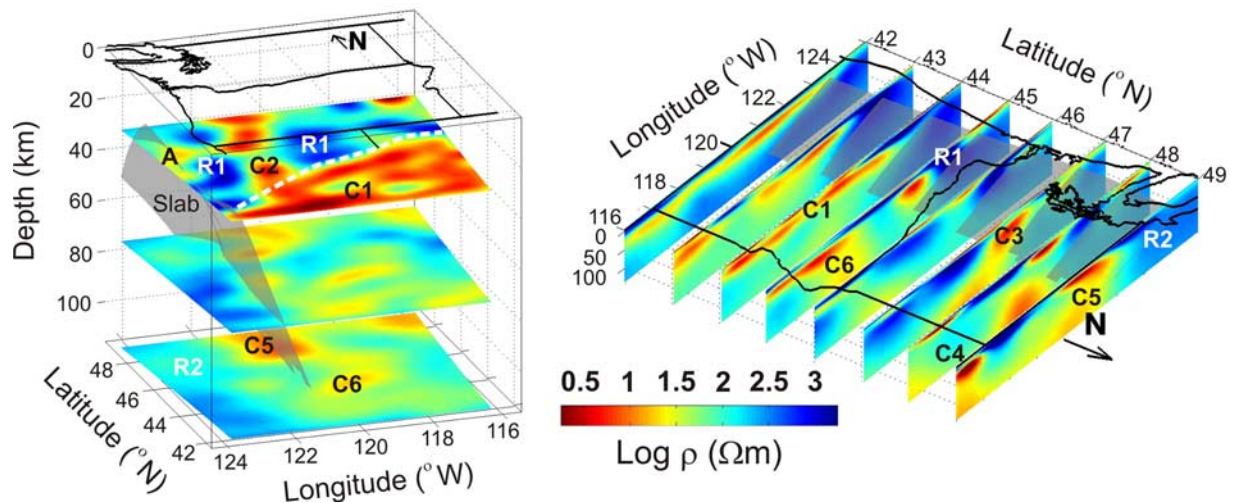 N
0
20
40
60
80
100
Depth (km)
A
R1
C2
R1
C1
Slab
C5
R2
C6
48
46
44
42
Latitude (°N)
124
122
120
118
116
Longitude (°W)
Longitude (°W)
124
122
120
118
116
0
50
100
Latitude (°N)
42
43
44
45
46
47
48
49
R1
C1
C3
R2
C6
C5
C4
N
0.5 1 1.5 2 2.5 3
Log ρ (Ωm)